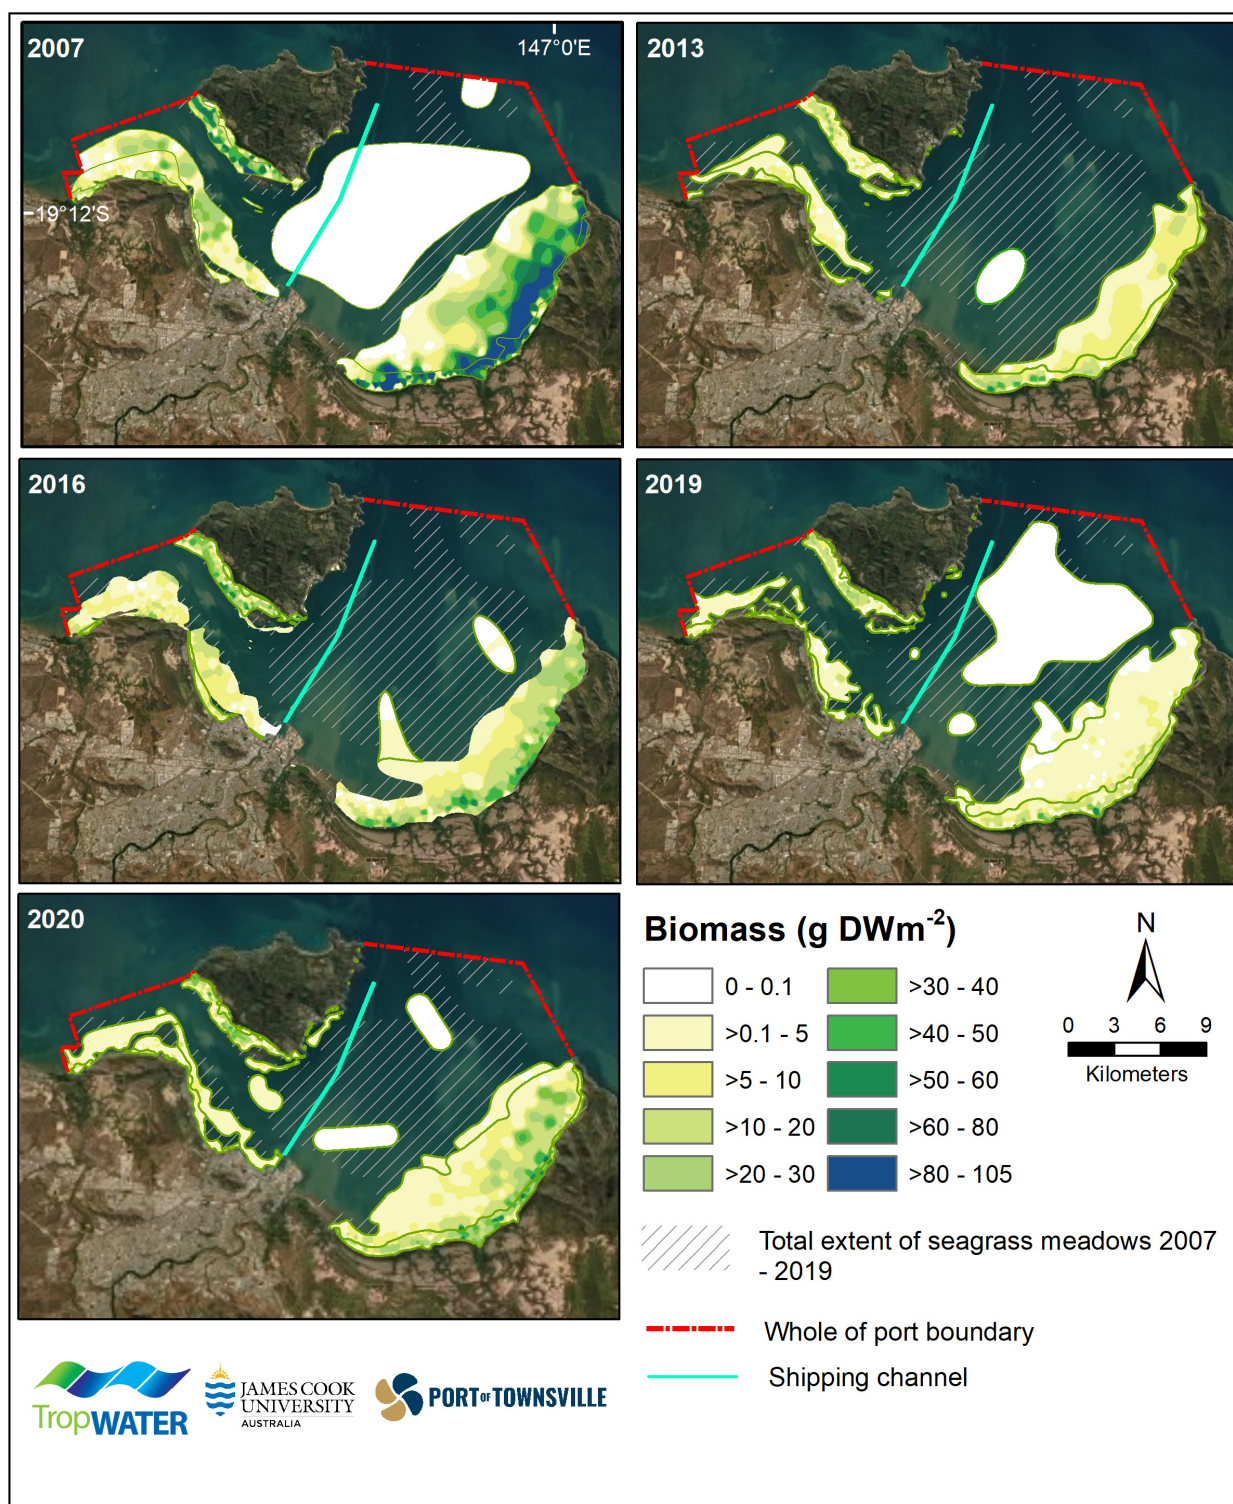 2007
147°0'E
19°12'S
2013
2016
2019
2020
Biomass (g DWm-2)
0 - 0.1
>30 - 40
>0.1 - 5
>40 - 50
>5 - 10
>50 - 60
>10 - 20
>60 - 80
>20 - 30
>80 - 105
N
0 3 6 9
Kilometers
Total extent of seagrass meadows 2007
- 2019
Whole of port boundary
Shipping channel
TropWATER
JAMES COOK
UNIVERSITY
AUSTRALIA
PORT OF TOWNSVILLE